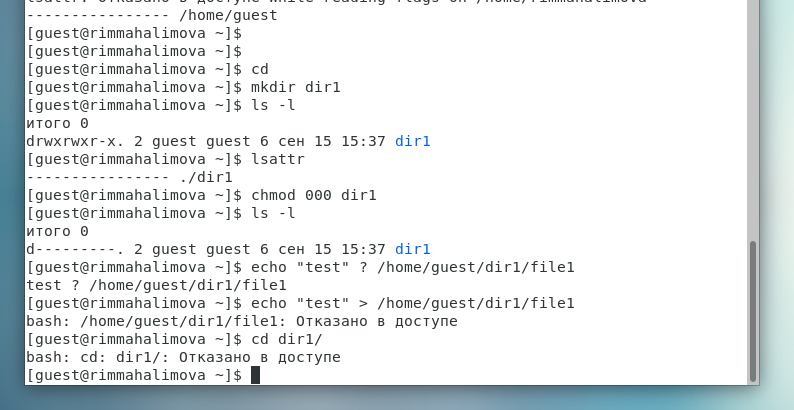 ---------------- /home/guest
[guest@rimmahalimova ~]$
[guest@rimmahalimova ~]$
[guest@rimmahalimova ~]$ cd
[guest@rimmahalimova ~]$ mkdir dir1
[guest@rimmahalimova ~]$ ls -l
итого 0
drwxrwxr-x. 2 guest guest 6 сен 15 15:37 dir1
[guest@rimmahalimova ~]$ lsattr
---------------- ./dir1
[guest@rimmahalimova ~]$ chmod 000 dir1
[guest@rimmahalimova ~]$ ls -l
итого 0
d---------. 2 guest guest 6 сен 15 15:37 dir1
[guest@rimmahalimova ~]$ echo "test" ? /home/guest/dir1/file1
test ? /home/guest/dir1/file1
[guest@rimmahalimova ~]$ echo "test" > /home/guest/dir1/file1
bash: /home/guest/dir1/file1: Отказано в доступе
[guest@rimmahalimova ~]$ cd dir1/
bash: cd: dir1/: Отказано в доступе
[guest@rimmahalimova ~]$